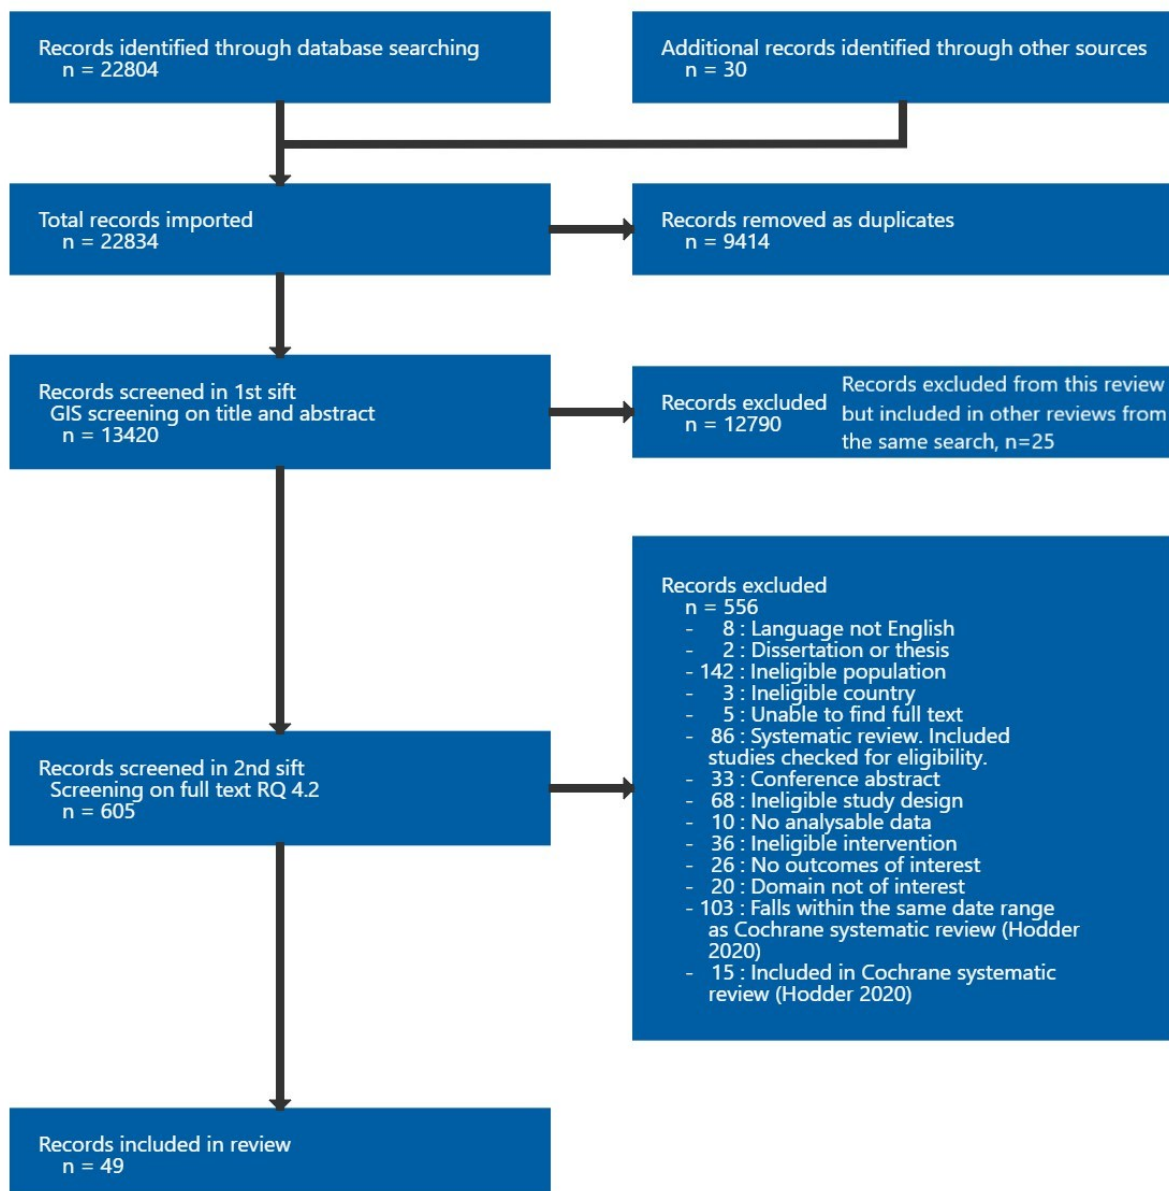 Records identified through database searching
n = 22804
Additional records identified through other sources
n = 30
Total records imported
n = 22834
Records removed as duplicates
n = 9414
Records screened in 1st sift
GIS screening on title and abstract
n = 13420
Records excluded
n = 12790
Records excluded from this review
but included in other reviews from
the same search, n=25
Records screened in 2nd sift
Screening on full text RQ 4.2
n = 605
Records excluded
n = 556
- 8 : Language not English
- 2 : Dissertation or thesis
- 142 : Ineligible population
- 3 : Ineligible country
- 5 : Unable to find full text
- 86 : Systematic review. Included
studies checked for eligibility.
- 33 : Conference abstract
- 68 : Ineligible study design
- 10 : No analysable data
- 36 : Ineligible intervention
- 26 : No outcomes of interest
- 20 : Domain not of interest
- 103 : Falls within the same date range
as Cochrane systematic review (Hodder
2020)
- 15 : Included in Cochrane systematic
review (Hodder 2020)
Records included in review
n = 49